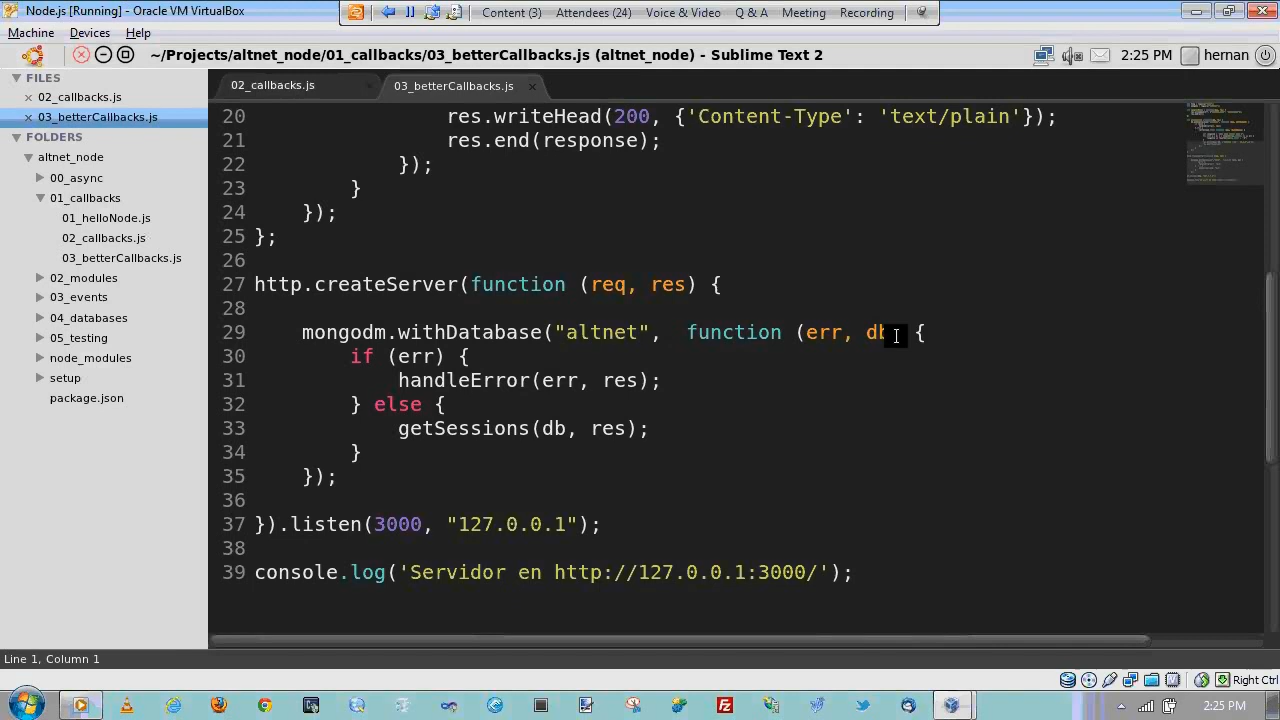 Node.js [Running] - Oracle VM VirtualBox
Content (3) Attendees (24) Voice & Video Q & A Meeting Recording
Machine Devices Help
~/Projects/altnet_node/01_callbacks/03_betterCallbacks.js (altnet_node) - Sublime Text 2
2:25 PM hernan
FILES
02_callbacks.js
03_betterCallbacks.js
FOLDERS
altnet_node
00_async
01_callbacks
01_helloNode.js
02_callbacks.js
03_betterCallbacks.js
02_modules
03_events
04_databases
05_testing
node_modules
setup
package.json
02_callbacks.js 03_betterCallbacks.js
20 res.writeHead(200, {'Content-Type': 'text/plain'});
21 res.end(response);
22 });
23 }
24 });
25 };
26
27 http.createServer(function (req, res) {
28
29 mongodm.withDatabase("altnet", function (err, db {
30 if (err) {
31 handleError(err, res);
32 } else {
33 getSessions(db, res);
34 }
35 });
36
37 }).listen(3000, "127.0.0.1");
38
39 console.log('Servidor en http://127.0.0.1:3000/');
Line 1, Column 1
Right Ctrl
2:25 PM